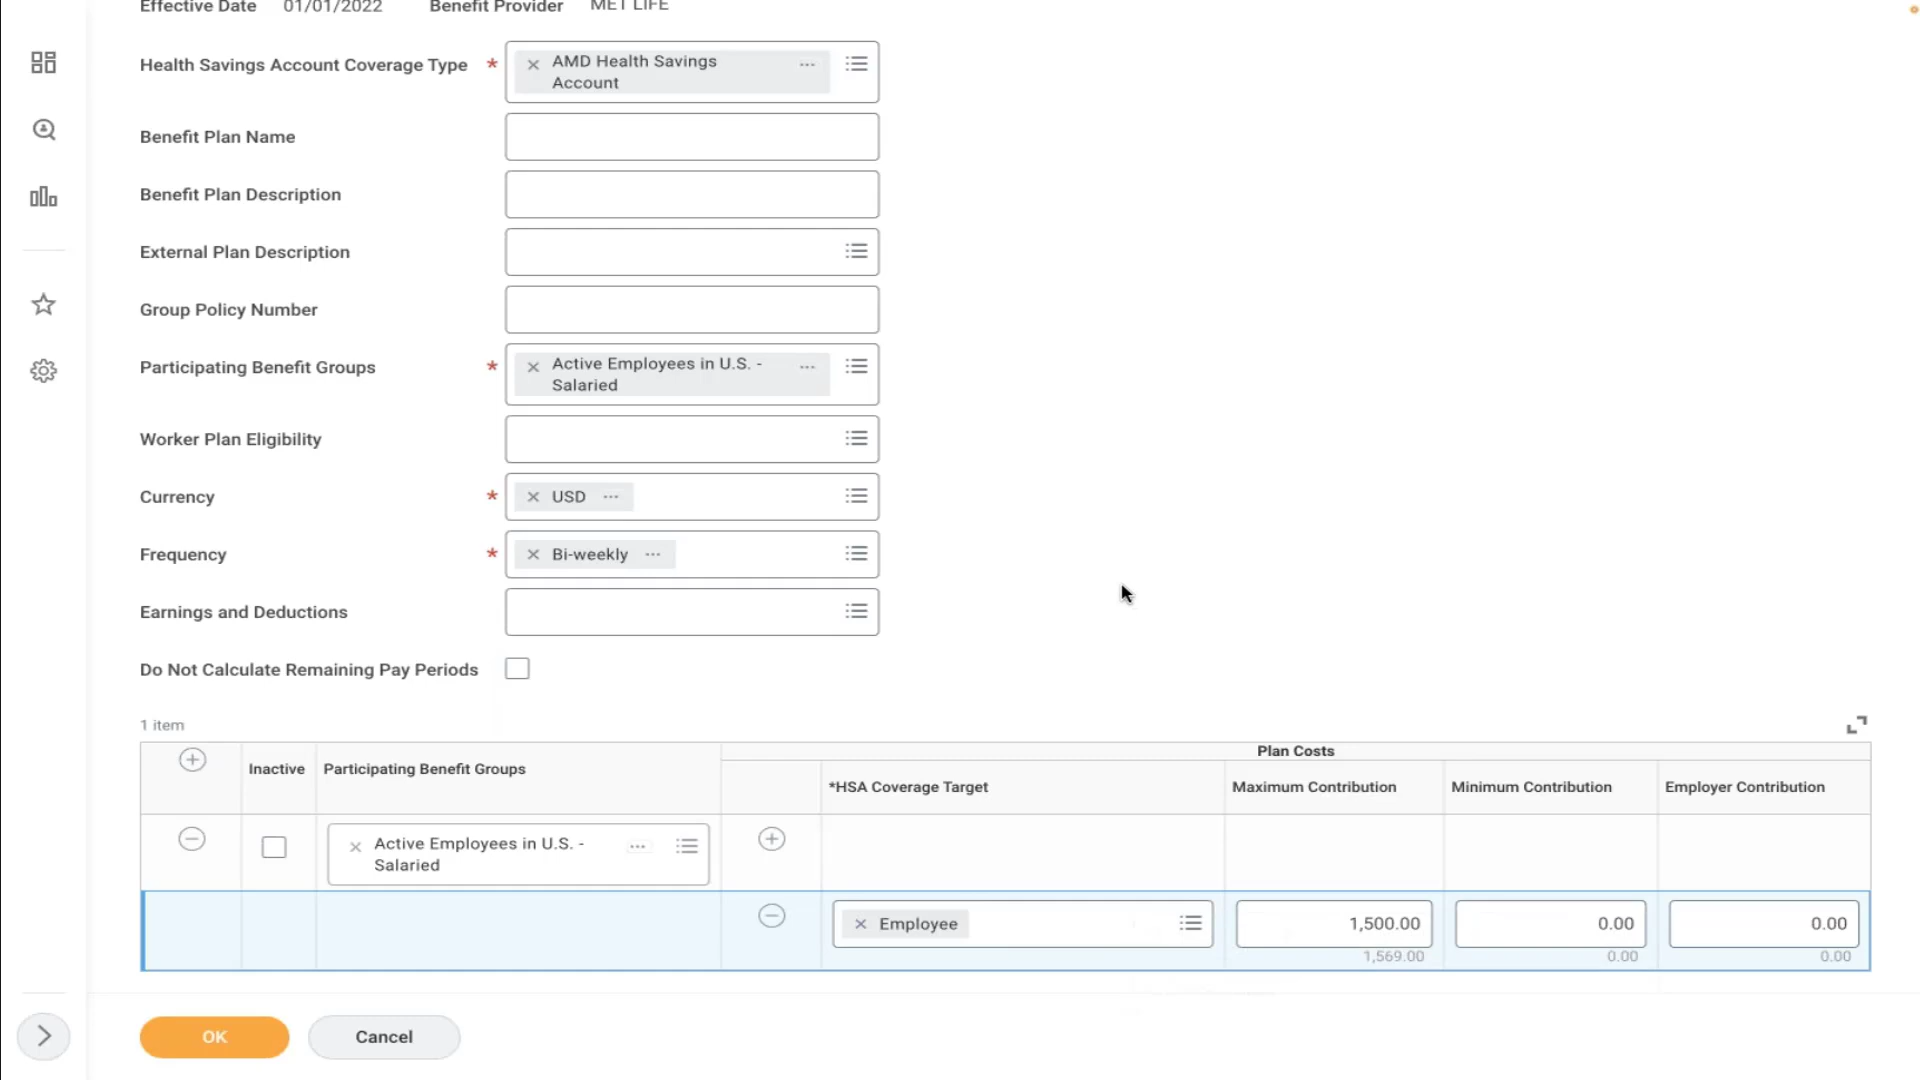 Effective Date 01/01/2022 Benefit Provider MET LIFE
Health Savings Account Coverage Type * AMD Health Savings
Account
Benefit Plan Name
Benefit Plan Description
External Plan Description
Group Policy Number
Participating Benefit Groups * Active Employees in U.S. -
Salaried
Worker Plan Eligibility
Currency * USD
Frequency * Bi-weekly
Earnings and Deductions
Do Not Calculate Remaining Pay Periods
1 item
Plan Costs
Inactive Participating Benefit Groups
*HSA Coverage Target Maximum Contribution Minimum Contribution Employer Contribution
Active Employees in U.S. -
Salaried
Employee 1,500.00 0.00 0.00
1,569.00 0.00 0.00
OK Cancel